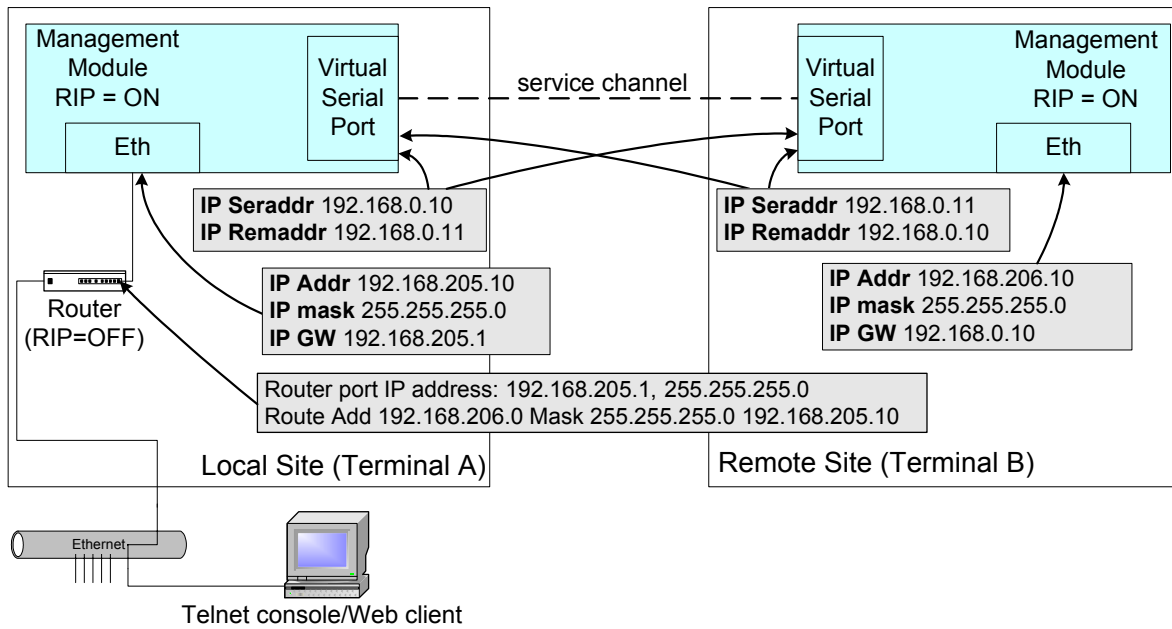 Management
Module
RIP = ON
Virtual
Serial
Port
Eth
service channel
Virtual
Serial
Port
Management
Module
RIP = ON
Eth
IP Seraddr 192.168.0.10
IP Remaddr 192.168.0.11
IP Seraddr 192.168.0.11
IP Remaddr 192.168.0.10
IP Addr 192.168.205.10
IP mask 255.255.255.0
IP GW 192.168.205.1
IP Addr 192.168.206.10
IP mask 255.255.255.0
IP GW 192.168.0.10
Router
(RIP=OFF)
Router port IP address: 192.168.205.1, 255.255.255.0
Route Add 192.168.206.0 Mask 255.255.255.0 192.168.205.10
Local Site (Terminal A)
Remote Site (Terminal B)
Ethernet
Telnet console/Web client